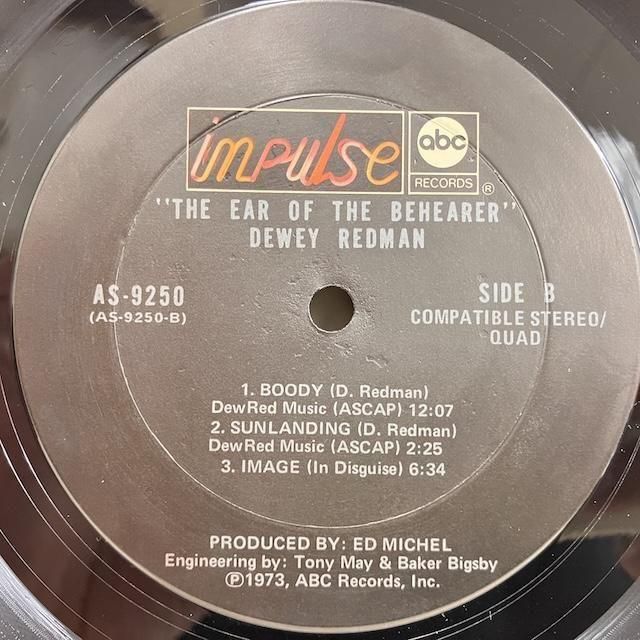 impulse
abc
RECORDS ®
"THE EAR OF THE BEHEARER"
DEWEY REDMAN
AS-9250
(AS-9250-B)
SIDE B
COMPATIBLE STEREO/
QUAD
1. BOODY (D. Redman)
DewRed Music (ASCAP) 12:07
2. SUNLANDING (D. Redman)
DewRed Music (ASCAP) 2:25
3. IMAGE (In Disguise) 6:34
PRODUCED BY: ED MICHEL
Engineering by: Tony May & Baker Bigsby
℗1973, ABC Records, Inc.